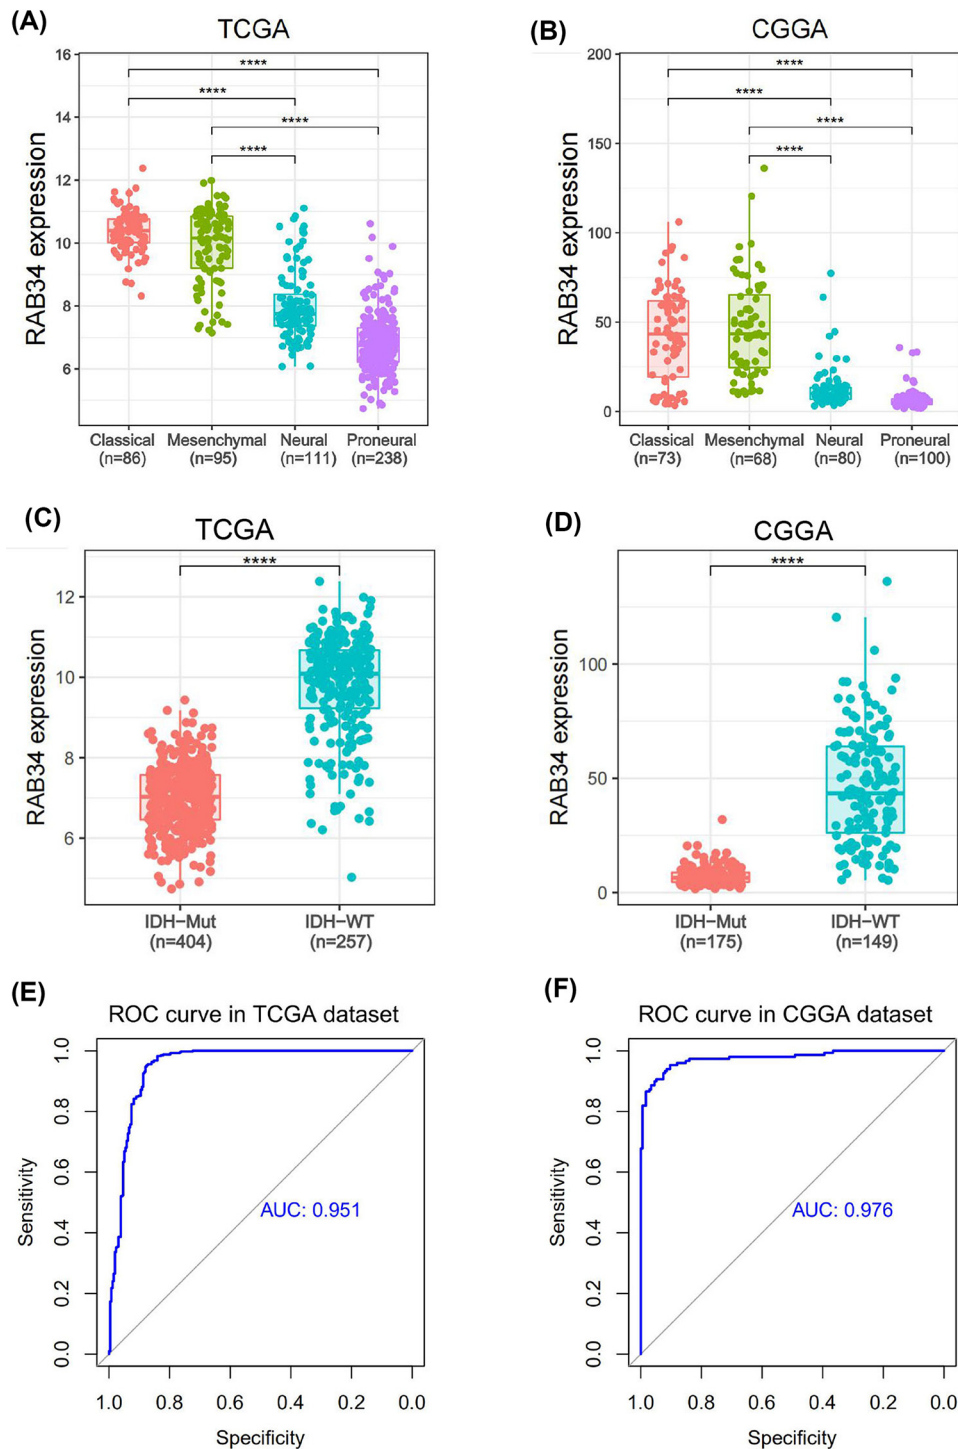 (A)
TCGA
RAB34 expression
16
14
12
10
8
6
****
****
****
****
Classical Mesenchymal Neural Proneural
(n=86) (n=95) (n=111) (n=238)
(B)
CGGA
RAB34 expression
200
150
100
50
0
****
****
****
****
Classical Mesenchymal Neural Proneural
(n=73) (n=68) (n=80) (n=100)
(C)
TCGA
RAB34 expression
12
10
8
6
****
IDH-Mut IDH-WT
(n=404) (n=257)
(D)
CGGA
RAB34 expression
100
50
0
****
IDH-Mut IDH-WT
(n=175) (n=149)
(E)
ROC curve in TCGA dataset
Sensitivity
1.0
0.8
0.6
0.4
0.2
0.0
AUC: 0.951
1.0 0.8 0.6 0.4 0.2 0.0
Specificity
(F)
ROC curve in CGGA dataset
Sensitivity
1.0
0.8
0.6
0.4
0.2
0.0
AUC: 0.976
1.0 0.8 0.6 0.4 0.2 0.0
Specificity